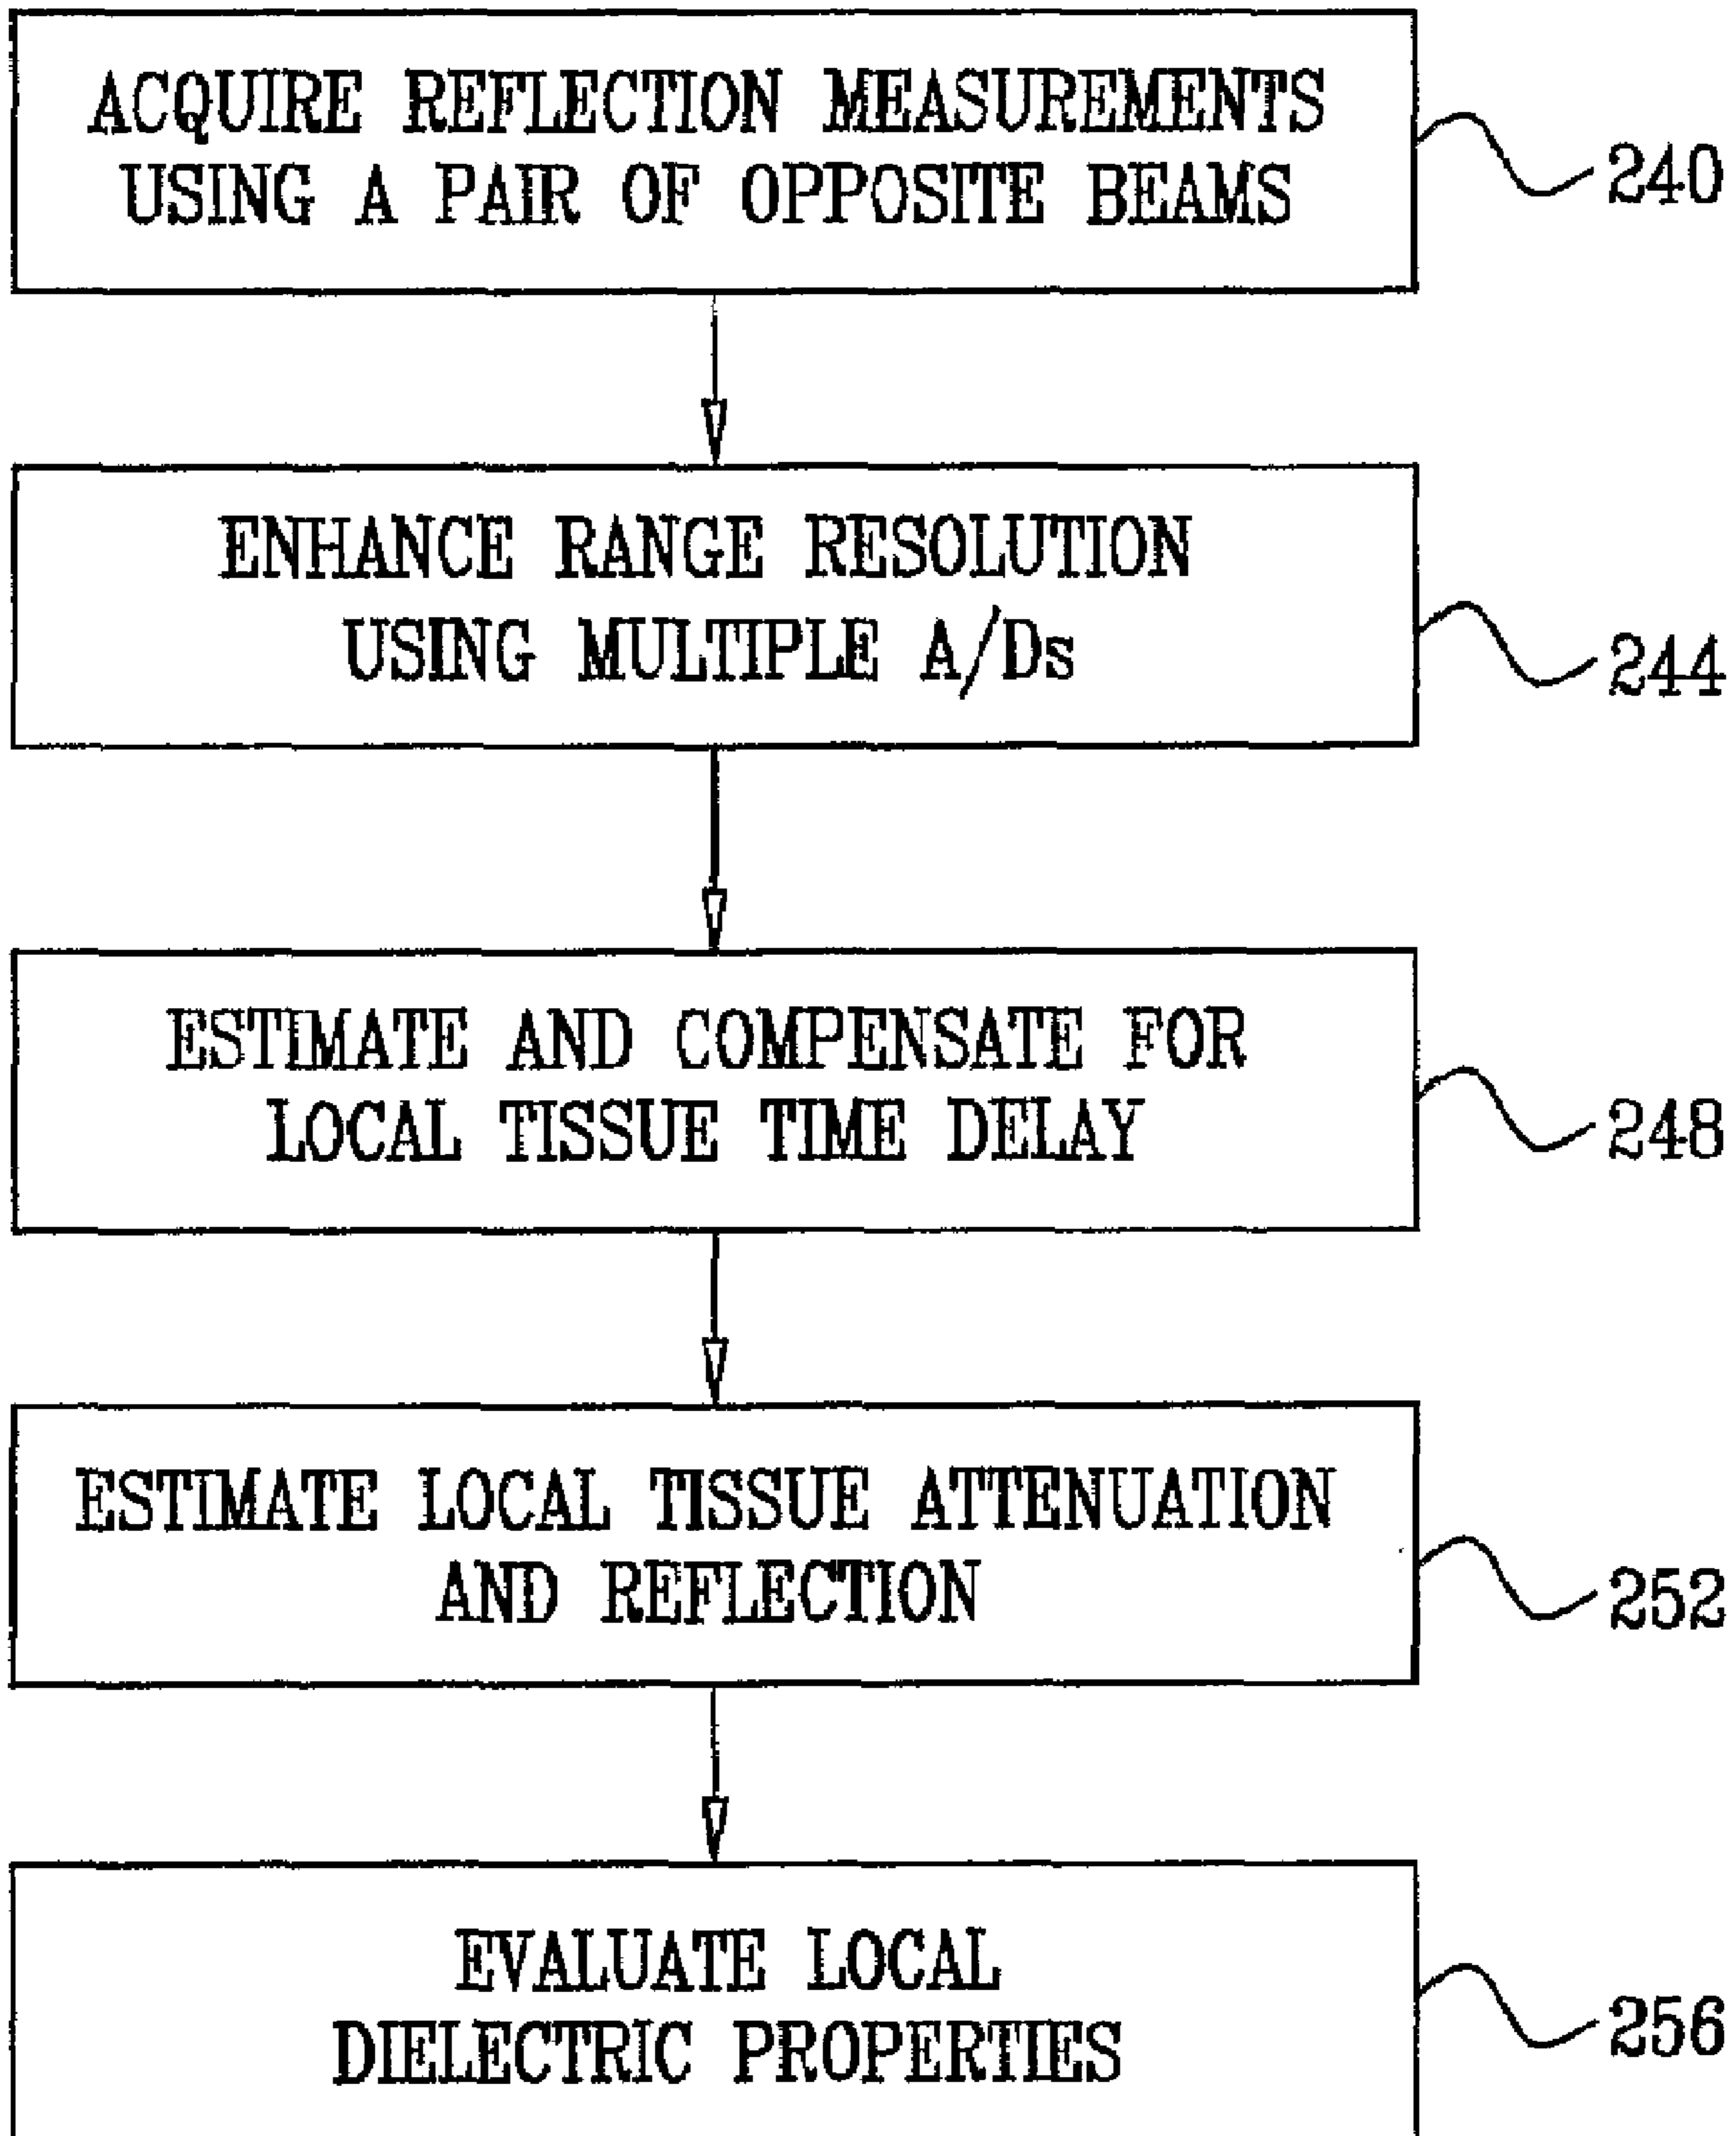 ACQUIRE REFLECTION MEASUREMENTS
USING A PAIR OF OPPOSITE BEAMS
240
ENHANCE RANGE RESOLUTION
USING MULTIPLE A/Ds
244
ESTIMATE AND COMPENSATE FOR
LOCAL TISSUE TIME DELAY
248
ESTIMATE LOCAL TISSUE ATTENUATION
AND REFLECTION
252
EVALUATE LOCAL
DIELECTRIC PROPERTIES
256